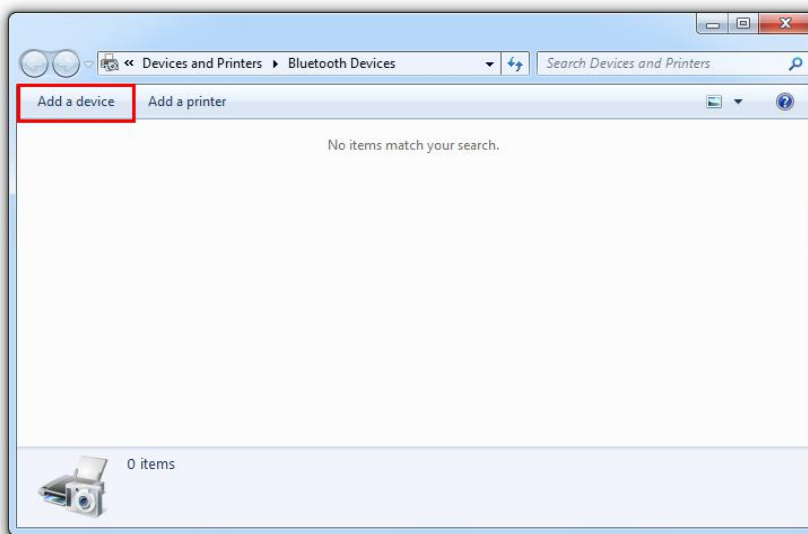 « Devices and Printers ▸ Bluetooth Devices Search Devices and Printers
Add a device Add a printer
No items match your search.
0 items